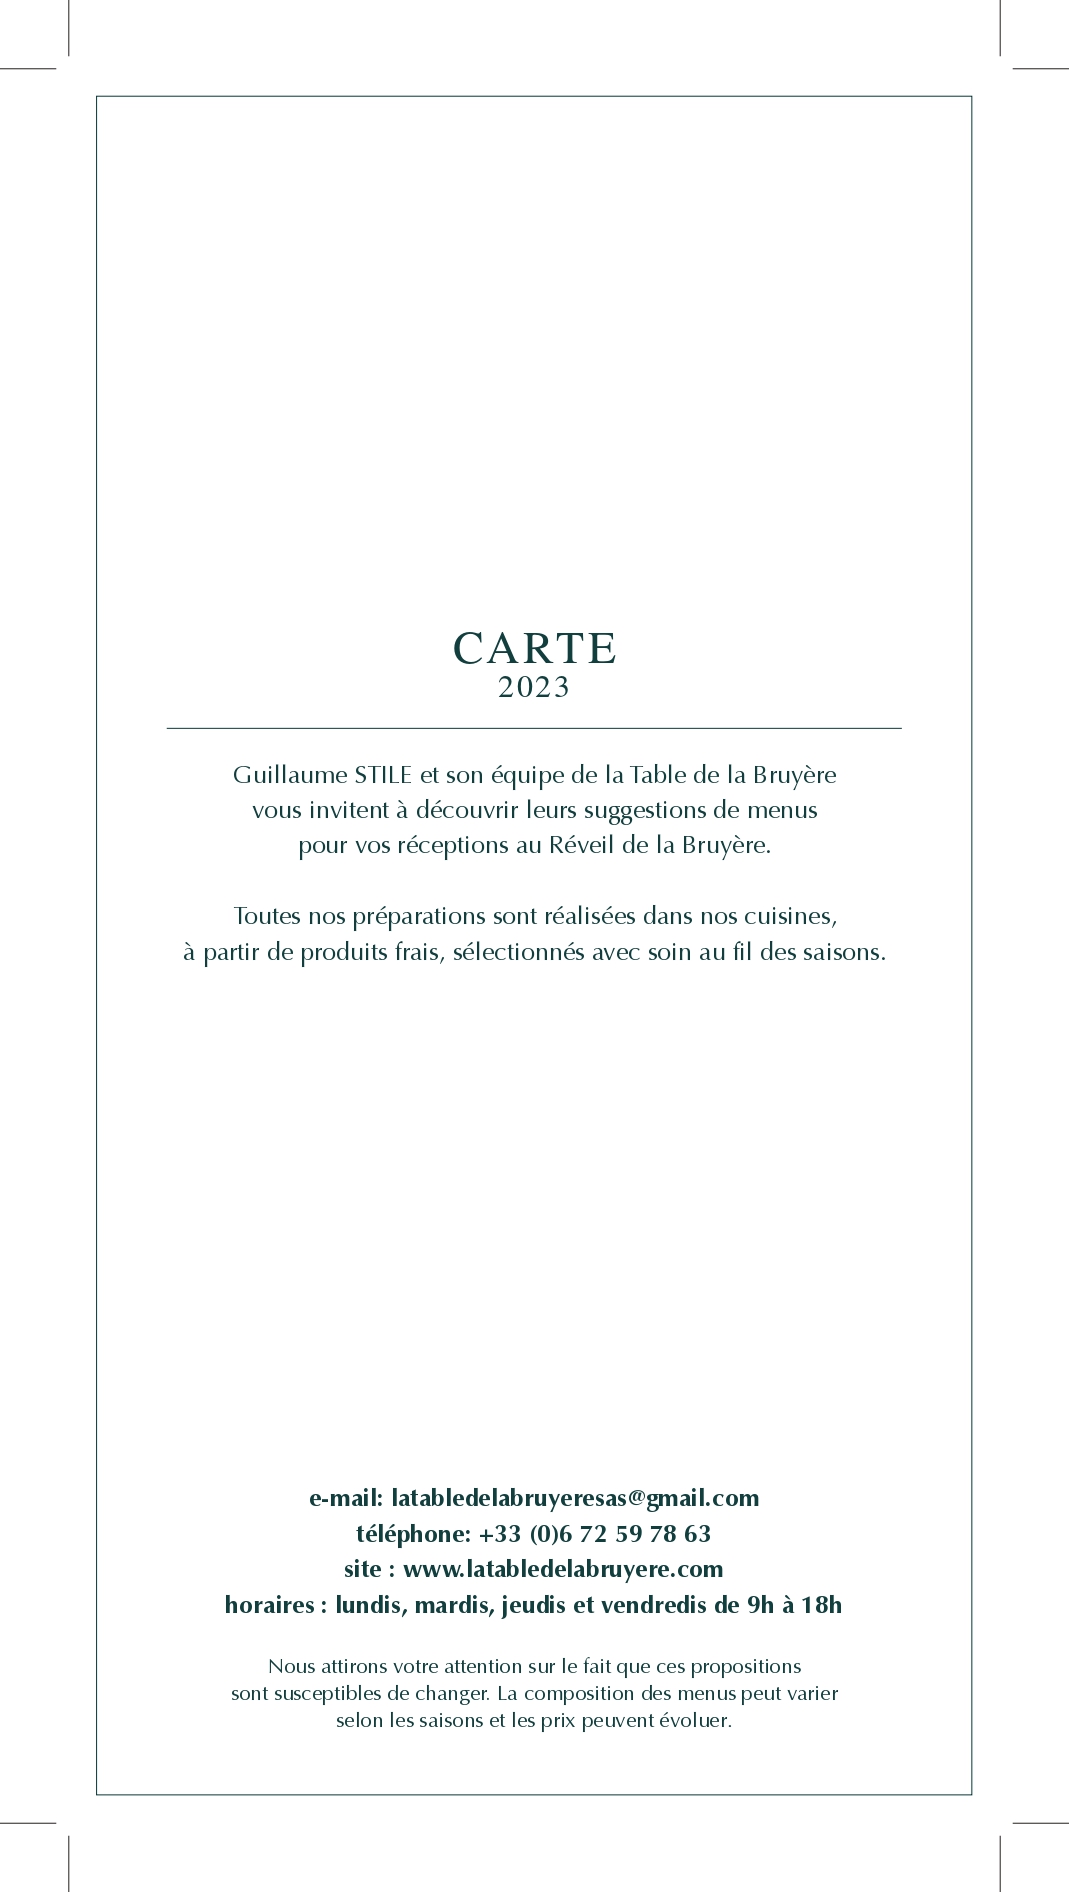 CARTE
2023
Guillaume STILE et son équipe de la Table de la Bruyère
vous invitent à découvrir leurs suggestions de menus
pour vos réceptions au Réveil de la Bruyère.
Toutes nos préparations sont réalisées dans nos cuisines,
à partir de produits frais, sélectionnés avec soin au fil des saisons.
e-mail: latabledelabruyeresas@gmail.com
téléphone: +33 (0)6 72 59 78 63
site : www.latabledelabruyere.com
horaires : lundis, mardis, jeudis et vendredis de 9h à 18h
Nous attirons votre attention sur le fait que ces propositions
sont susceptibles de changer. La composition des menus peut varier
selon les saisons et les prix peuvent évoluer.